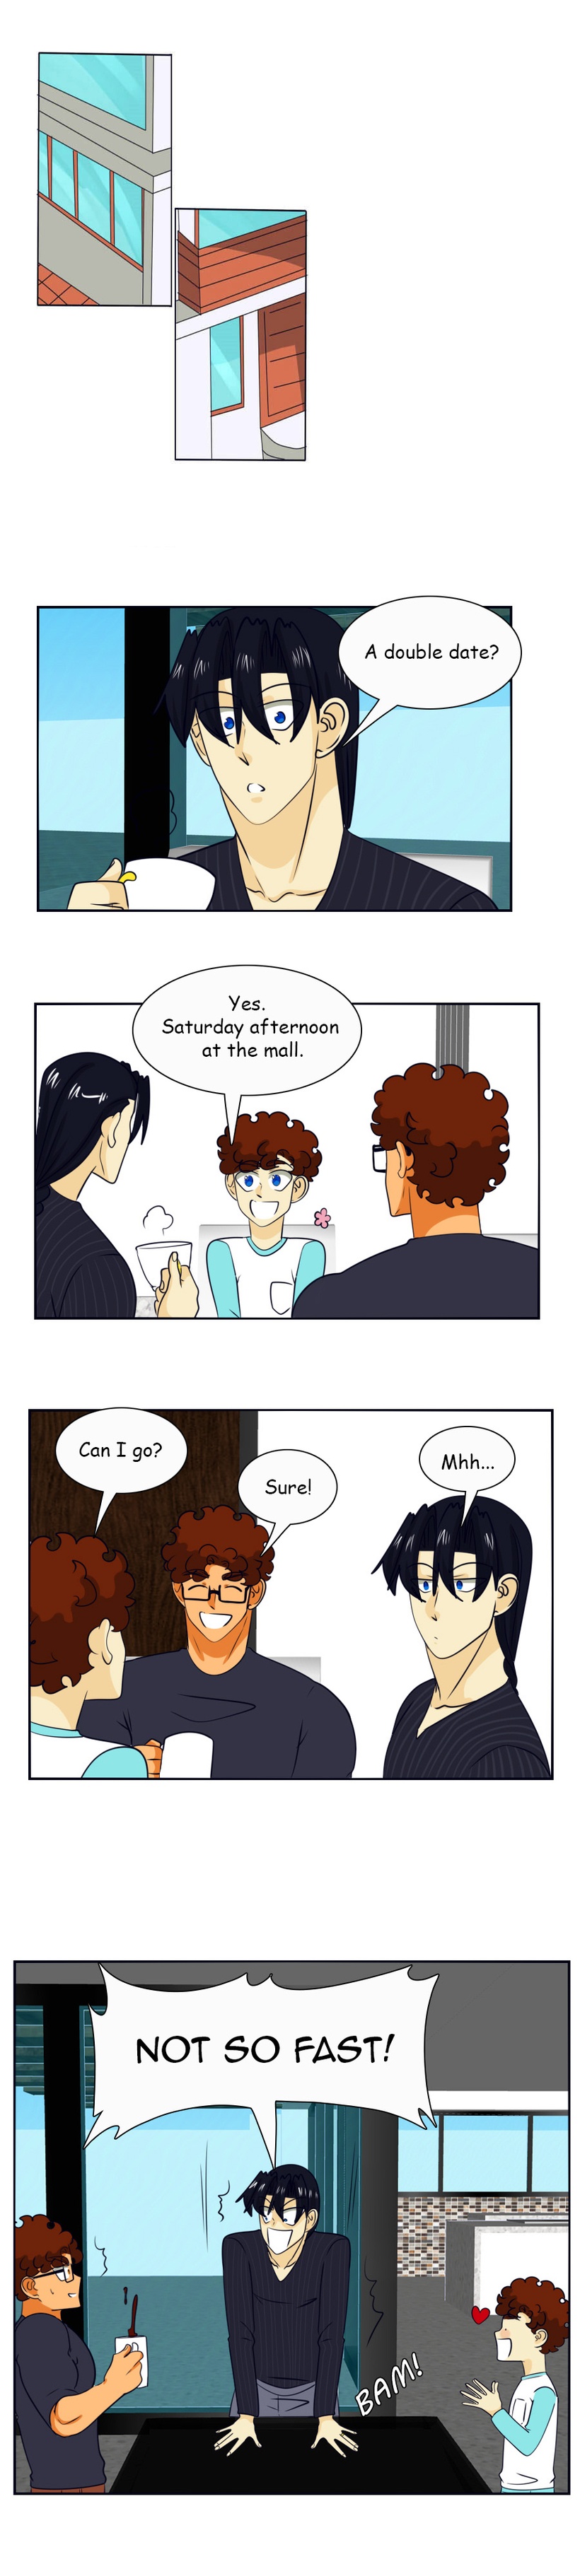 A double date?
Yes.
Saturday afternoon
at the mall.
Can I go?
Sure!
Mhh...
NOT SO FAST!
BAM!